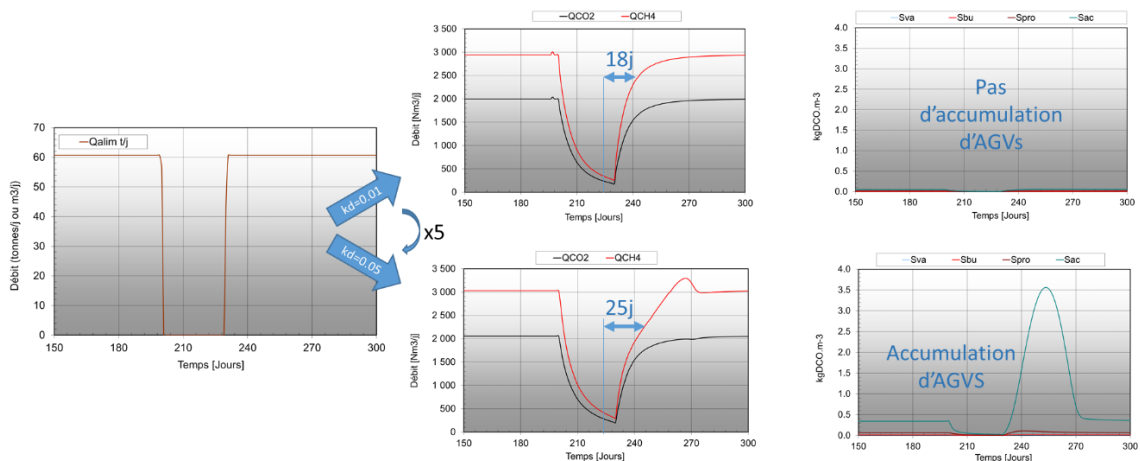 Débit (tonnes/j ou m3/j)
70
60
50
40
30
20
10
0
Qalim t/j
150 180 210 240 270 300
Temps [Jours]
kd=0.01
x5
kd=0.05
QCO2 QCH4
Débit [Nm3/j]
3 500
3 000
2 500
2 000
1 500
1 000
500
0
18j
150 180 210 240 270 300
Temps [Jours]
QCO2 QCH4
Débit [Nm3/j]
3 500
3 000
2 500
2 000
1 500
1 000
500
0
25j
150 180 210 240 270 300
Temps [Jours]
Sva Sbu Spro Sac
kgDCO.m-3
4.0
3.5
3.0
2.5
2.0
1.5
1.0
0.5
0.0
Pas
d'accumulation
d'AGVs
150 180 210 240 270 300
Temps [Jours]
Sva Sbu Spro Sac
kgDCO.m-3
4.0
3.5
3.0
2.5
2.0
1.5
1.0
0.5
0.0
Accumulation
d'AGVS
150 180 210 240 270 300
Temps [Jours]